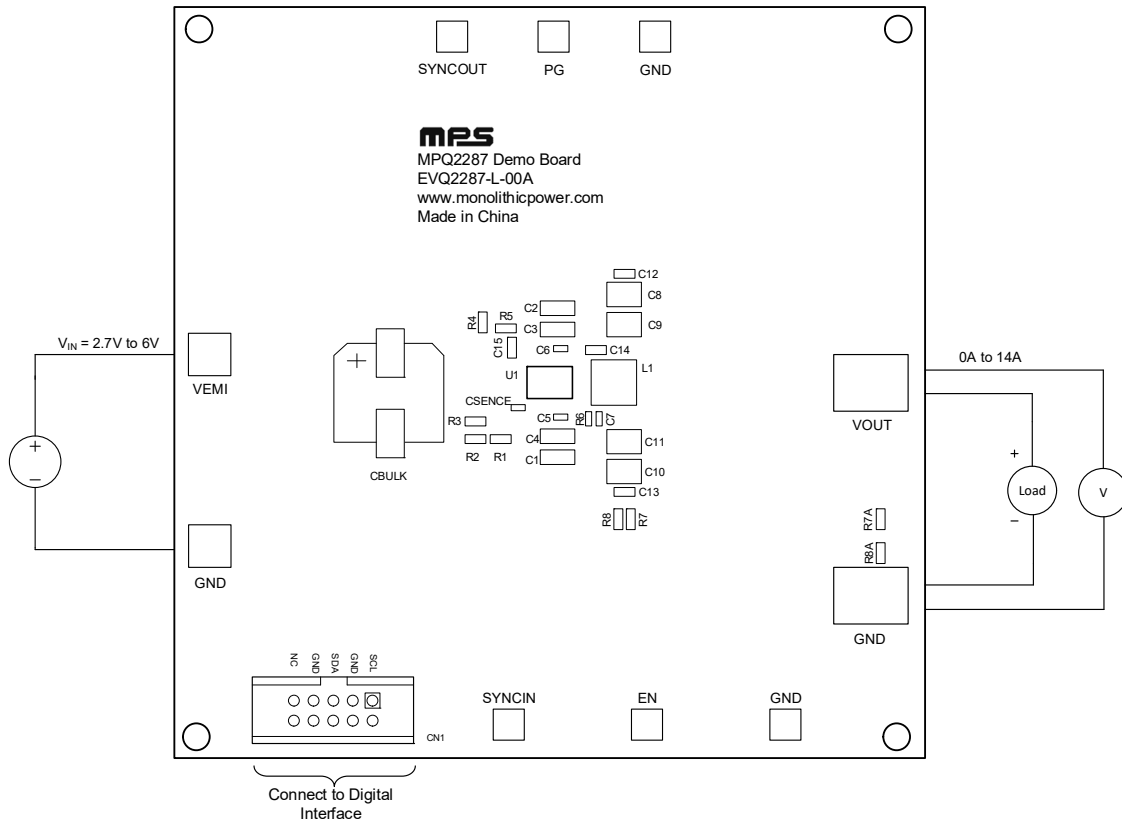 SYNCOUT
PG
GND
mps
MPQ2287 Demo Board
EVQ2287-L-00A
www.monolithicpower.com
Made in China
C12
C8
C2
R4
R5
C3
C9
VIN = 2.7V to 6V
C15
C6
C14
0A to 14A
U1
L1
VEMI
+
CSENCE
R3
C5
R6
C7
VOUT
R2
R1
C4
C11
+
−
CBULK
C1
C10
+
−
Load
V
C13
R8
R7
R7A
R8A
GND
GND
NC
GND
SDA
GND
SCL
SYNCIN
EN
GND
CN1
Connect to Digital
Interface